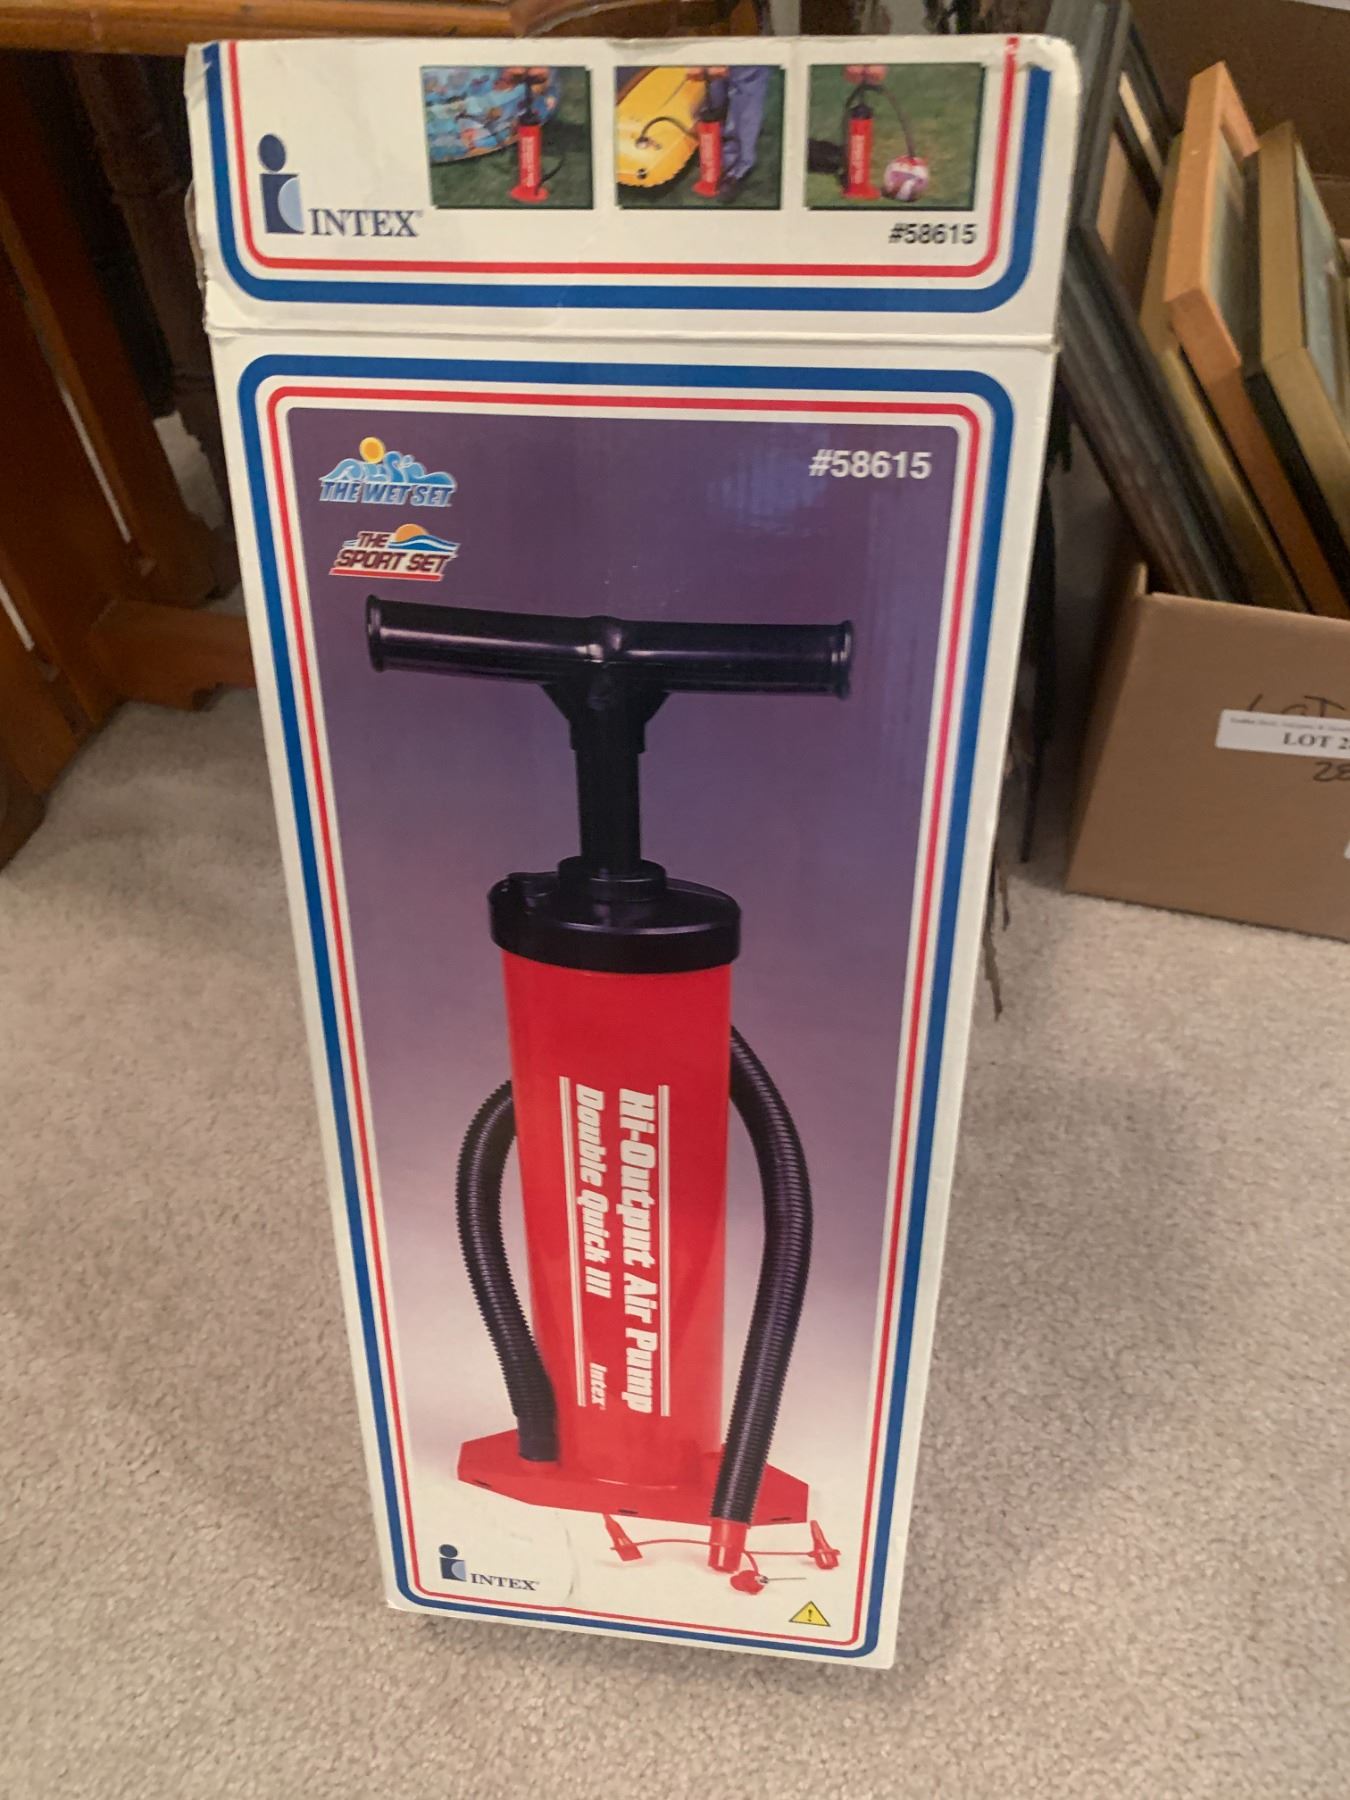 INTEX
#58615
#58615
THE WET SET
THE
SPORT SET
Hi-Output Air Pump
Double Quick III Intex
INTEX
LOT